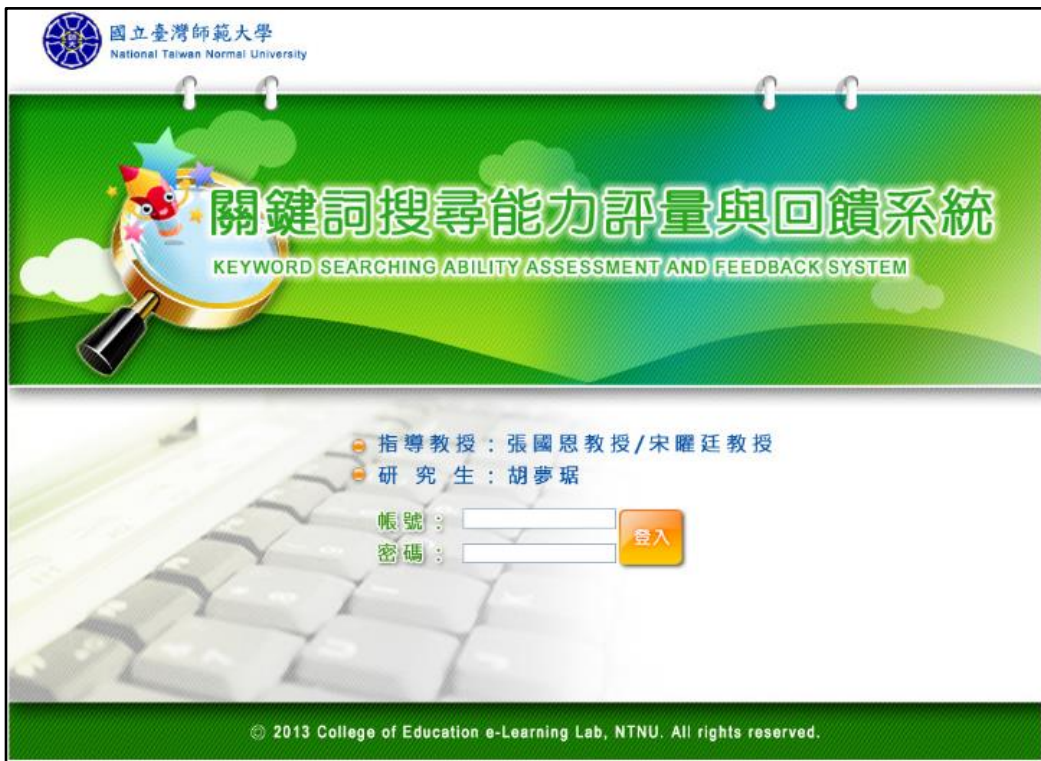 國立臺灣師範大學
National Taiwan Normal University
關鍵詞搜尋能力評量與回饋系統
KEYWORD SEARCHING ABILITY ASSESSMENT AND FEEDBACK SYSTEM
指導教授：張國恩教授/宋曜廷教授
研 究 生：胡夢琚
帳號：
密碼：
登入
© 2013 College of Education e-Learning Lab, NTNU. All rights reserved.